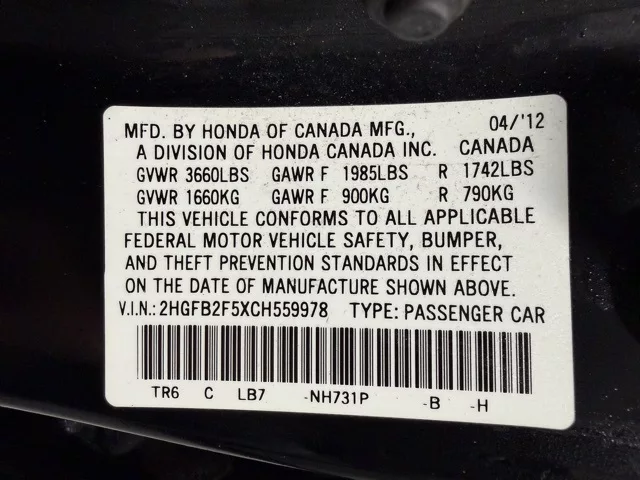 MFD. BY HONDA OF CANADA MFG., 04/'12
A DIVISION OF HONDA CANADA INC. CANADA
GVWR 3660LBS GAWR F 1985LBS R 1742LBS
GVWR 1660KG GAWR F 900KG R 790KG
THIS VEHICLE CONFORMS TO ALL APPLICABLE
FEDERAL MOTOR VEHICLE SAFETY, BUMPER,
AND THEFT PREVENTION STANDARDS IN EFFECT
ON THE DATE OF MANUFACTURE SHOWN ABOVE.
V.I.N.: 2HGFB2F5XCH559978 TYPE: PASSENGER CAR
TR6 C LB7 -NH731P -B -H